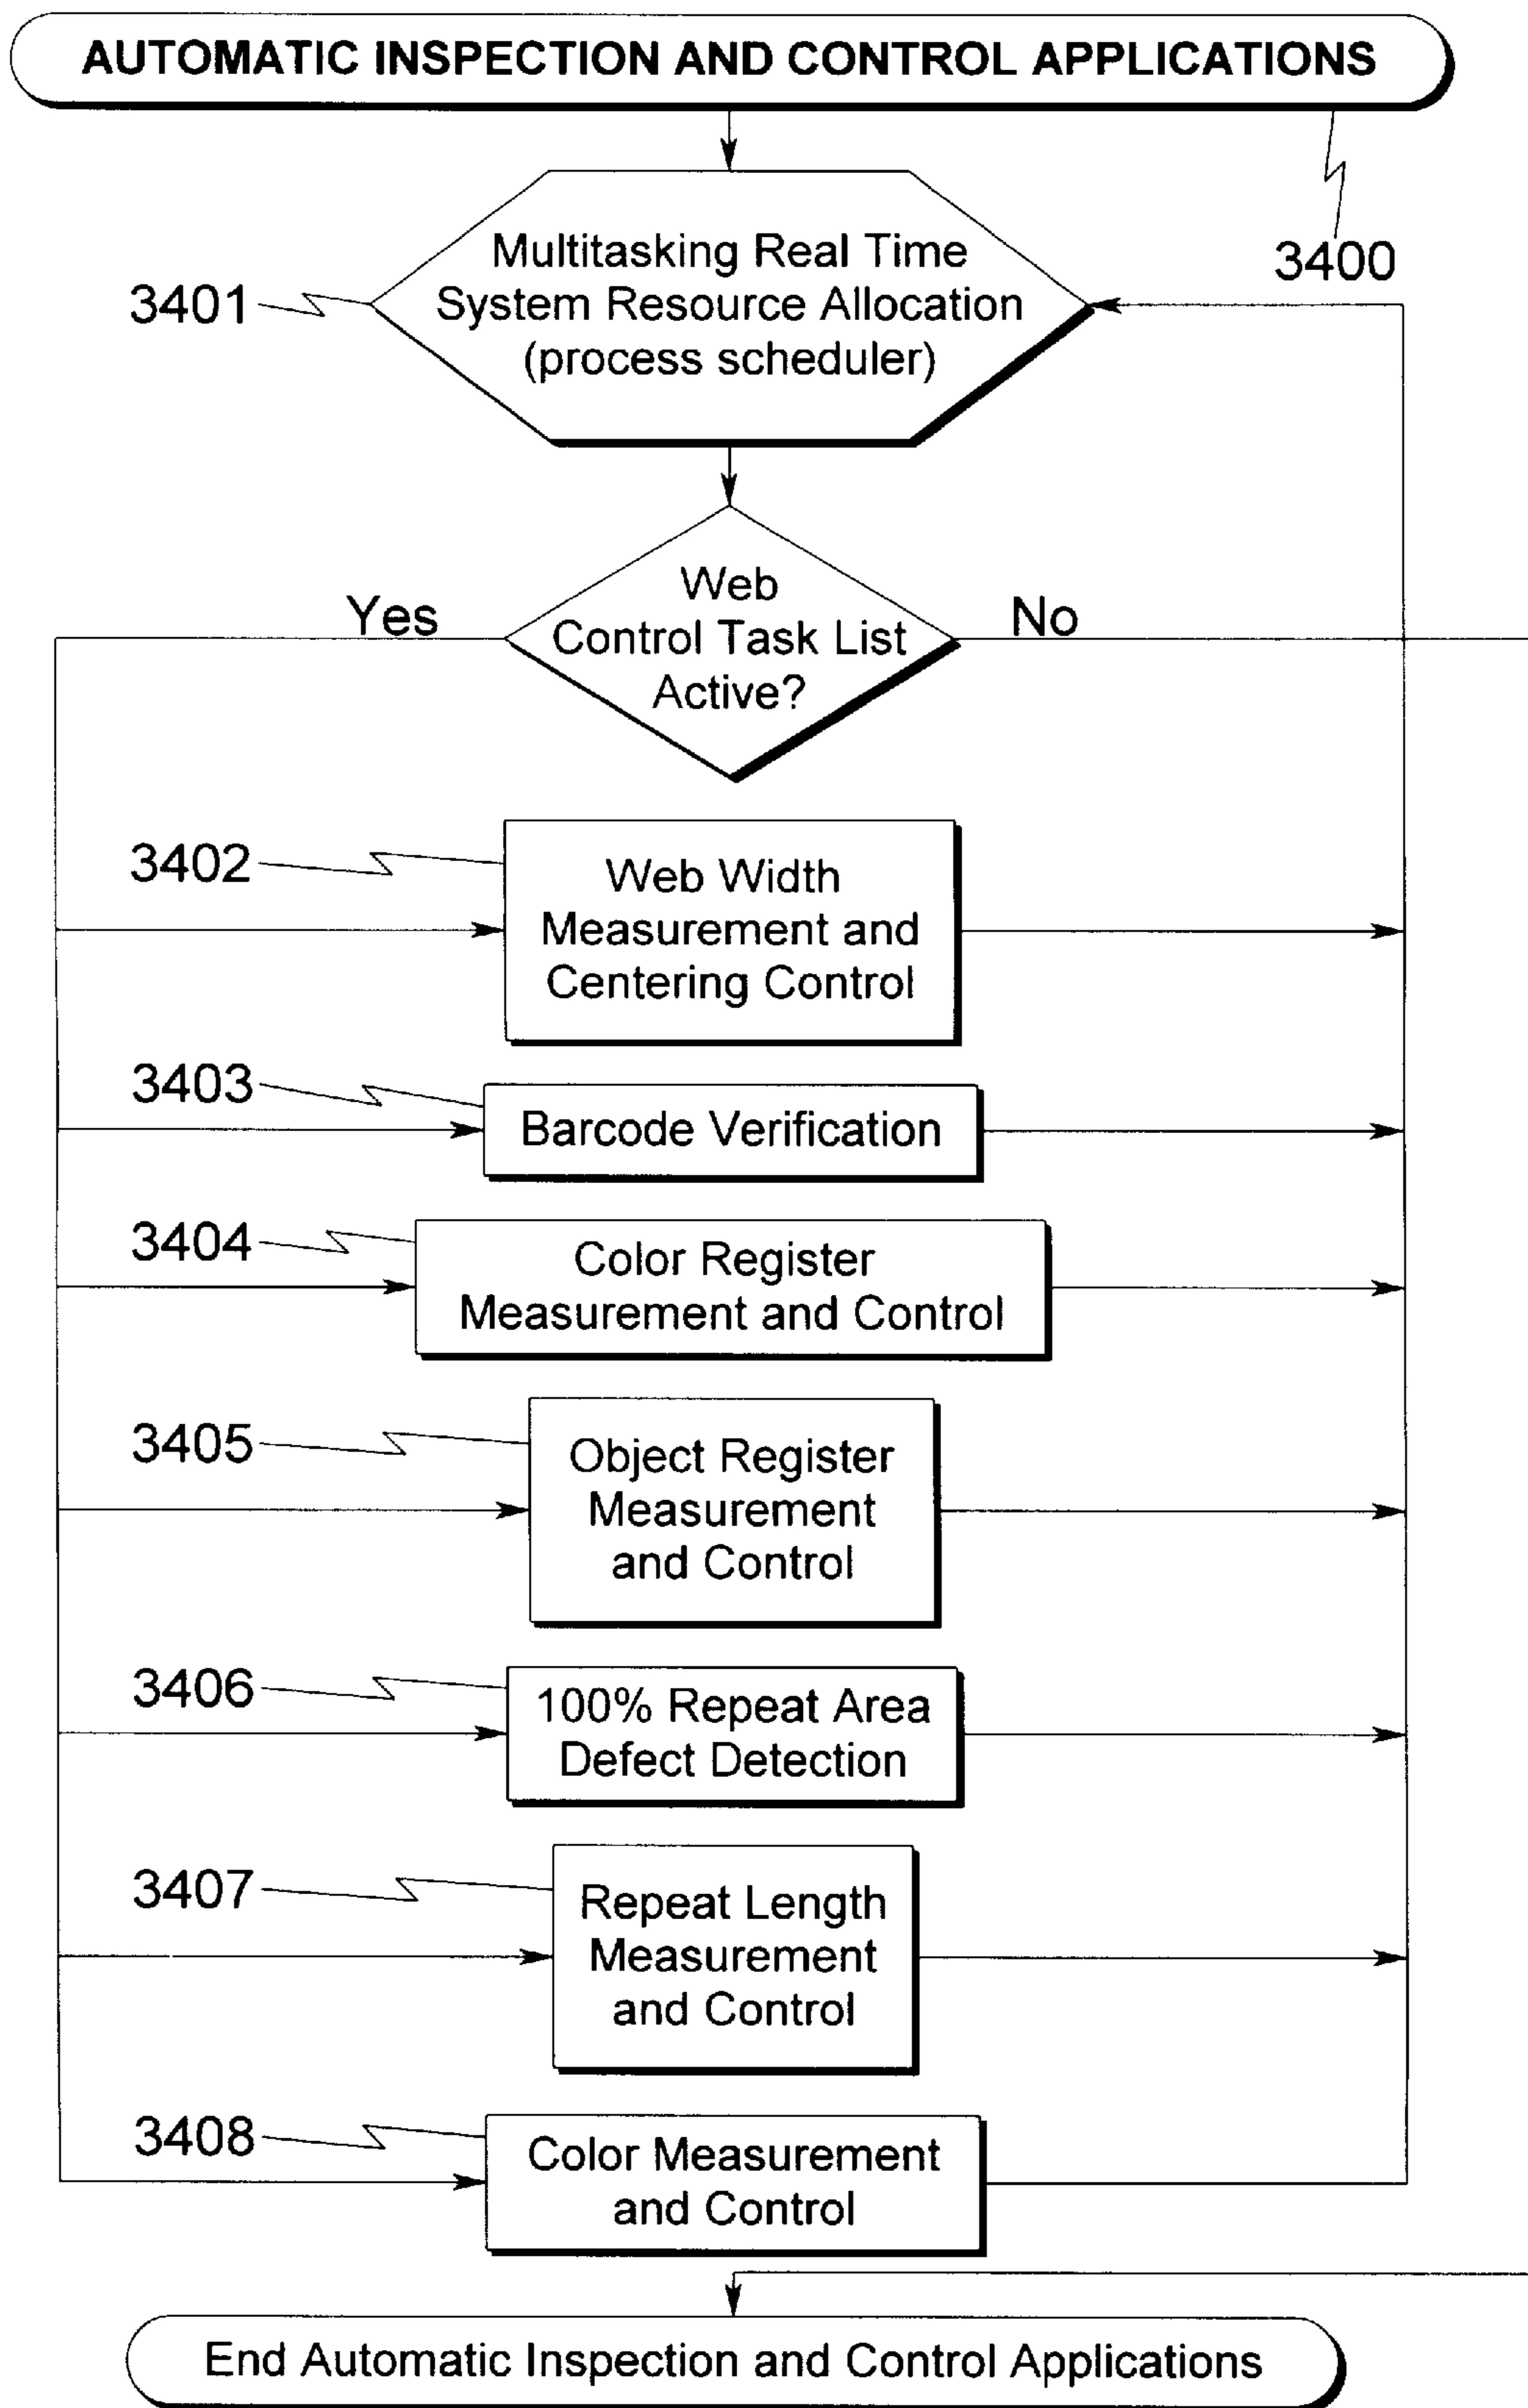 AUTOMATIC INSPECTION AND CONTROL APPLICATIONS
3400
Multitasking Real Time
System Resource Allocation
(process scheduler)
3401
Web
Control Task List
Active?
Yes
No
3402
Web Width
Measurement and
Centering Control
3403
Barcode Verification
3404
Color Register
Measurement and Control
3405
Object Register
Measurement
and Control
3406
100% Repeat Area
Defect Detection
3407
Repeat Length
Measurement
and Control
3408
Color Measurement
and Control
End Automatic Inspection and Control Applications